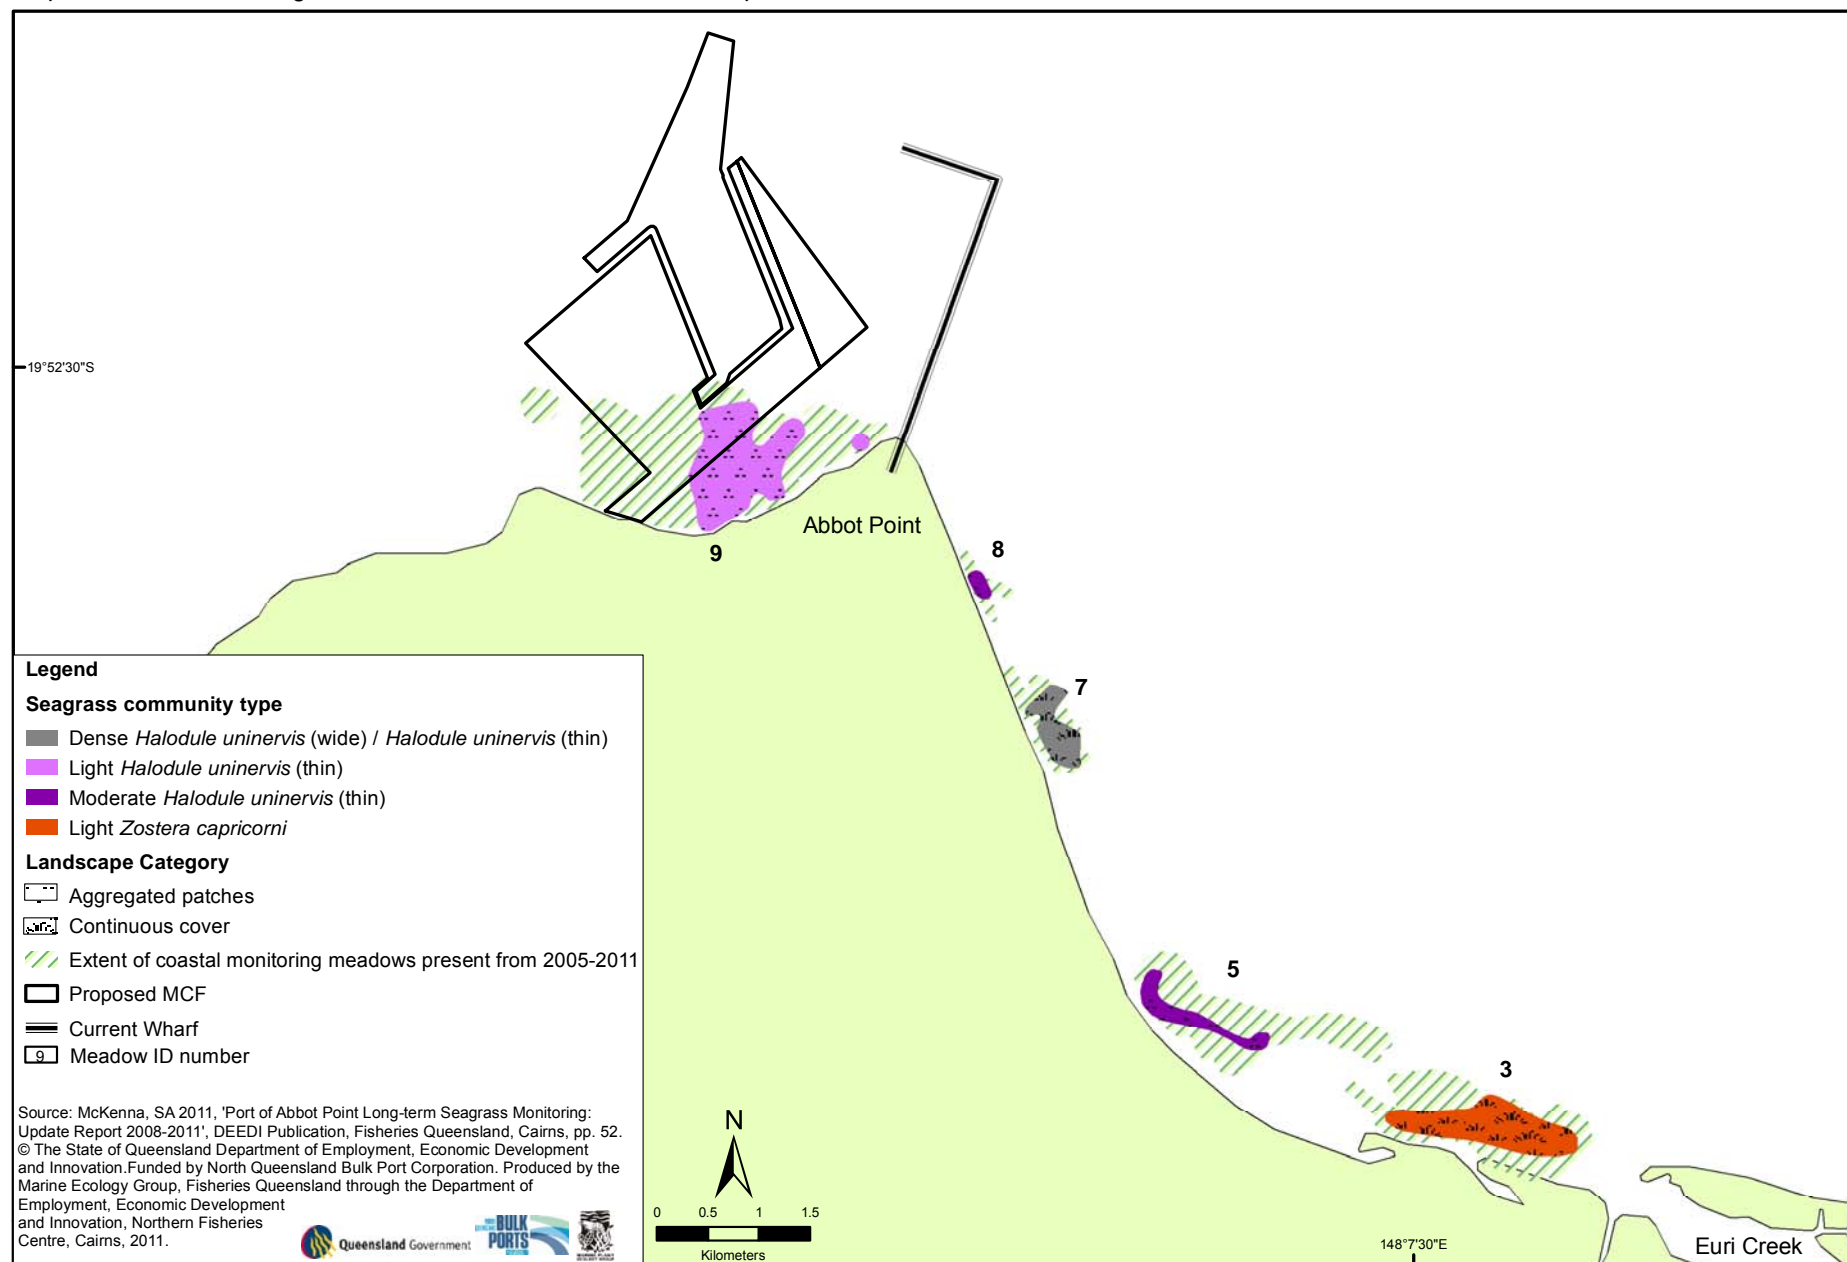 19°52'30"S
Abbot Point
9
8
7
5
3
Legend
Seagrass community type
Dense Halodule uninervis (wide) / Halodule uninervis (thin)
Light Halodule uninervis (thin)
Moderate Halodule uninervis (thin)
Light Zostera capricorni
Landscape Category
Aggregated patches
Continuous cover
Extent of coastal monitoring meadows present from 2005-2011
Proposed MCF
Current Wharf
9 Meadow ID number
Source: McKenna, SA 2011, 'Port of Abbot Point Long-term Seagrass Monitoring:
Update Report 2008-2011', DEEDI Publication, Fisheries Queensland, Cairns, pp. 52.
© The State of Queensland Department of Employment, Economic Development
and Innovation.Funded by North Queensland Bulk Port Corporation. Produced by the
Marine Ecology Group, Fisheries Queensland through the Department of
Employment, Economic Development
and Innovation, Northern Fisheries
Centre, Cairns, 2011.
Queensland Government
BULK
PORTS
N
0 0.5 1 1.5
Kilometers
148°7'30"E
Euri Creek